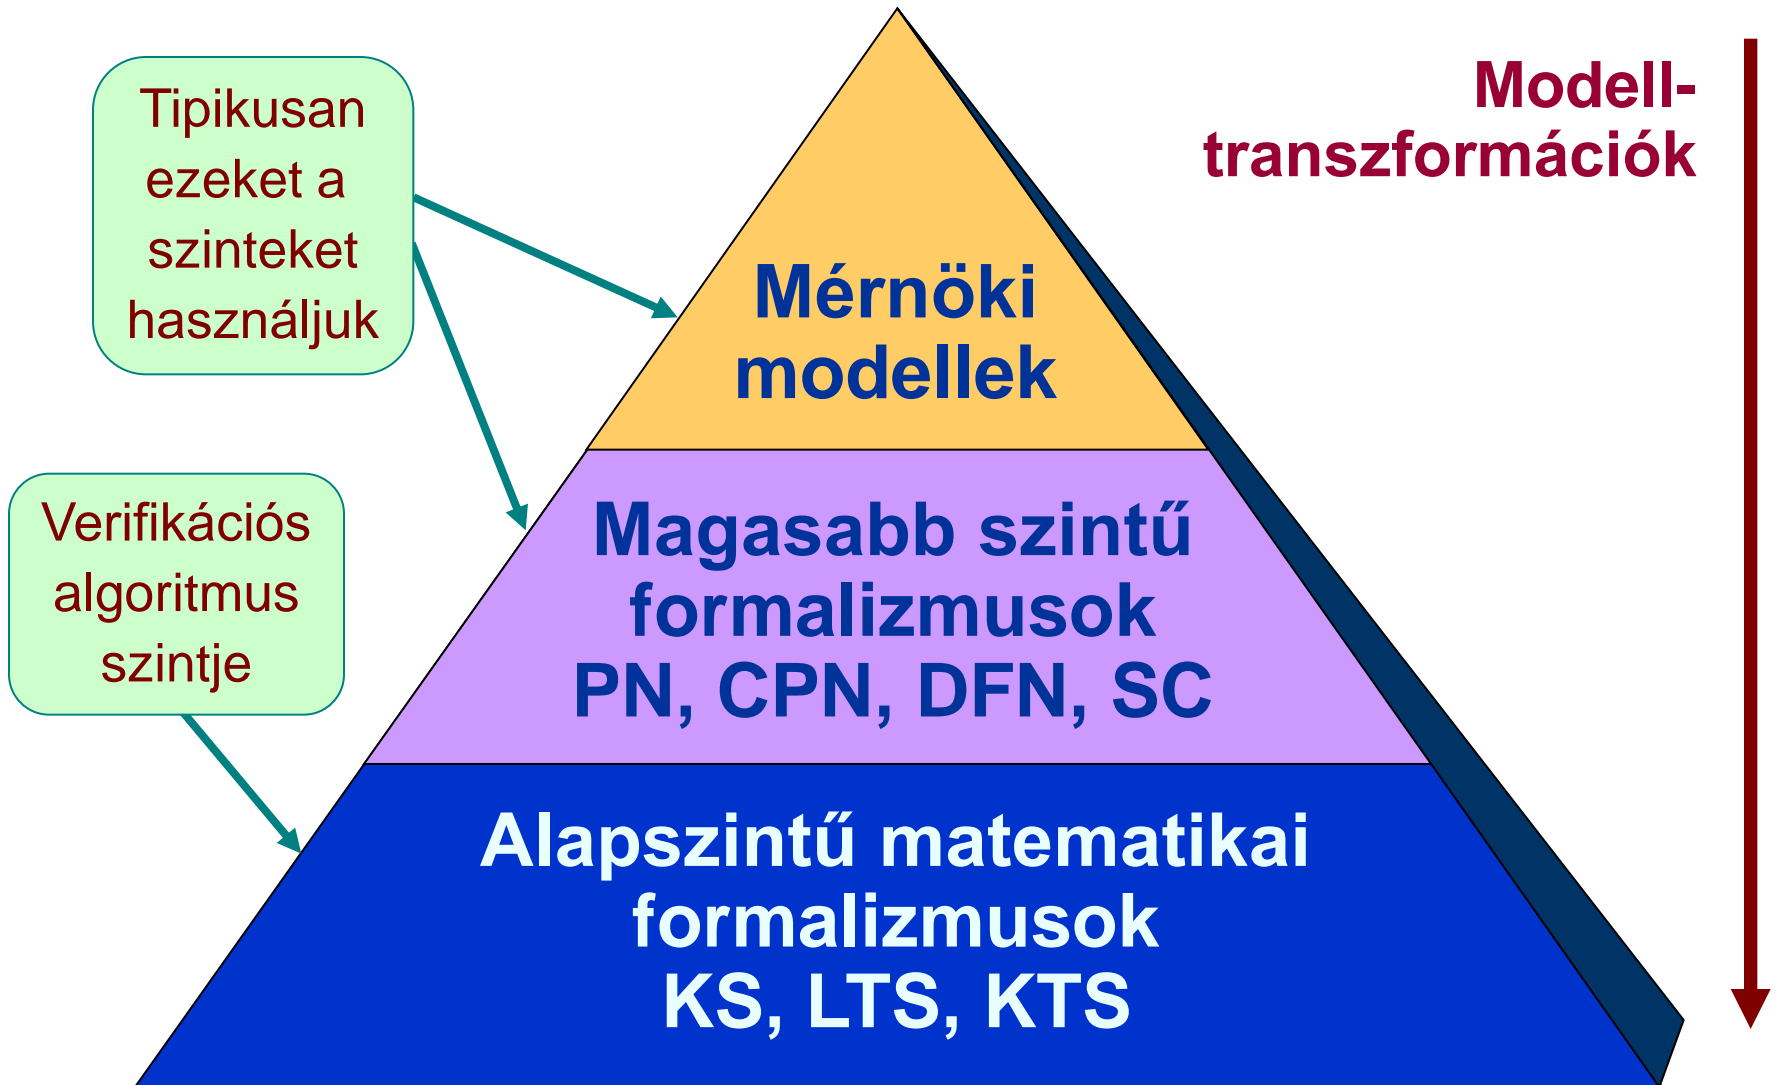 Tipikusan
ezeket a
szinteket
használjuk
Modell-
transzformációk
Mérnöki
modellek
Verifikációs
algoritmus
szintje
Magasabb szintű
formalizmusok
PN, CPN, DFN, SC
Alapszintű matematikai
formalizmusok
KS, LTS, KTS